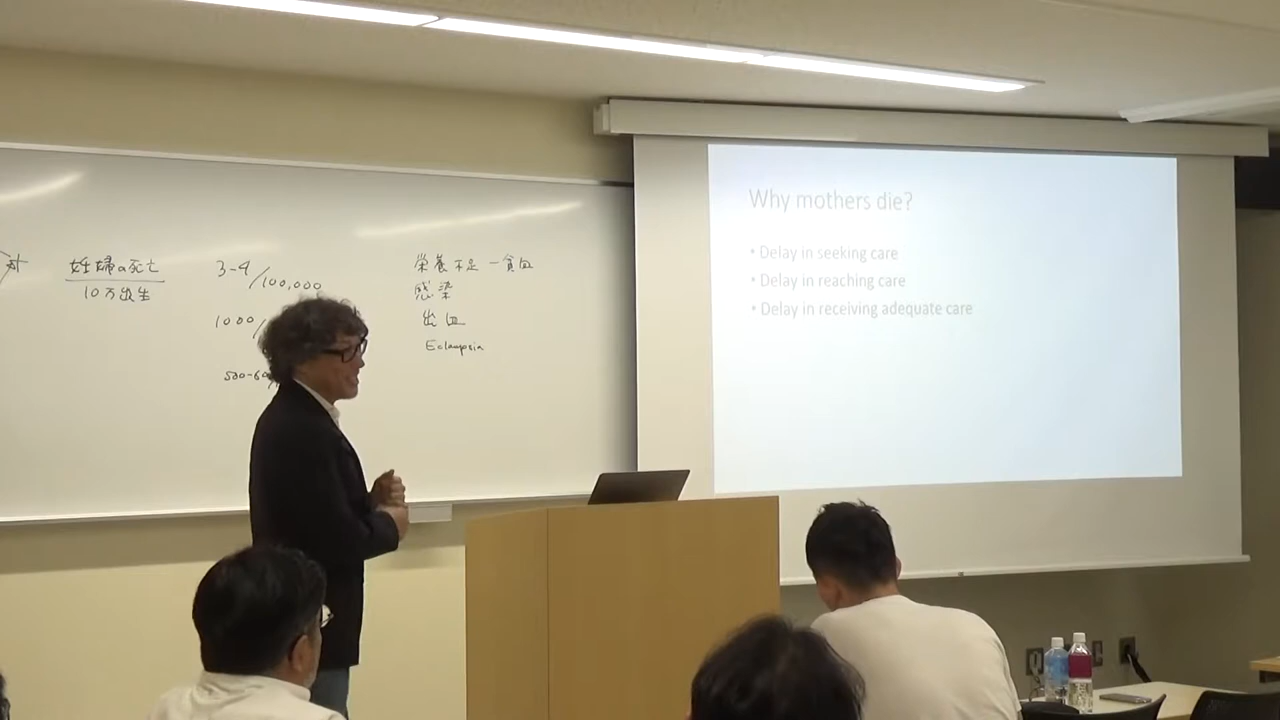 対
妊婦の死亡
10万出生
3-4/100,000
1000/
500-60
栄養不足 - 貧血
感染
出血
Eclampsia
Why mothers die?
• Delay in seeking care
• Delay in reaching care
• Delay in receiving adequate care